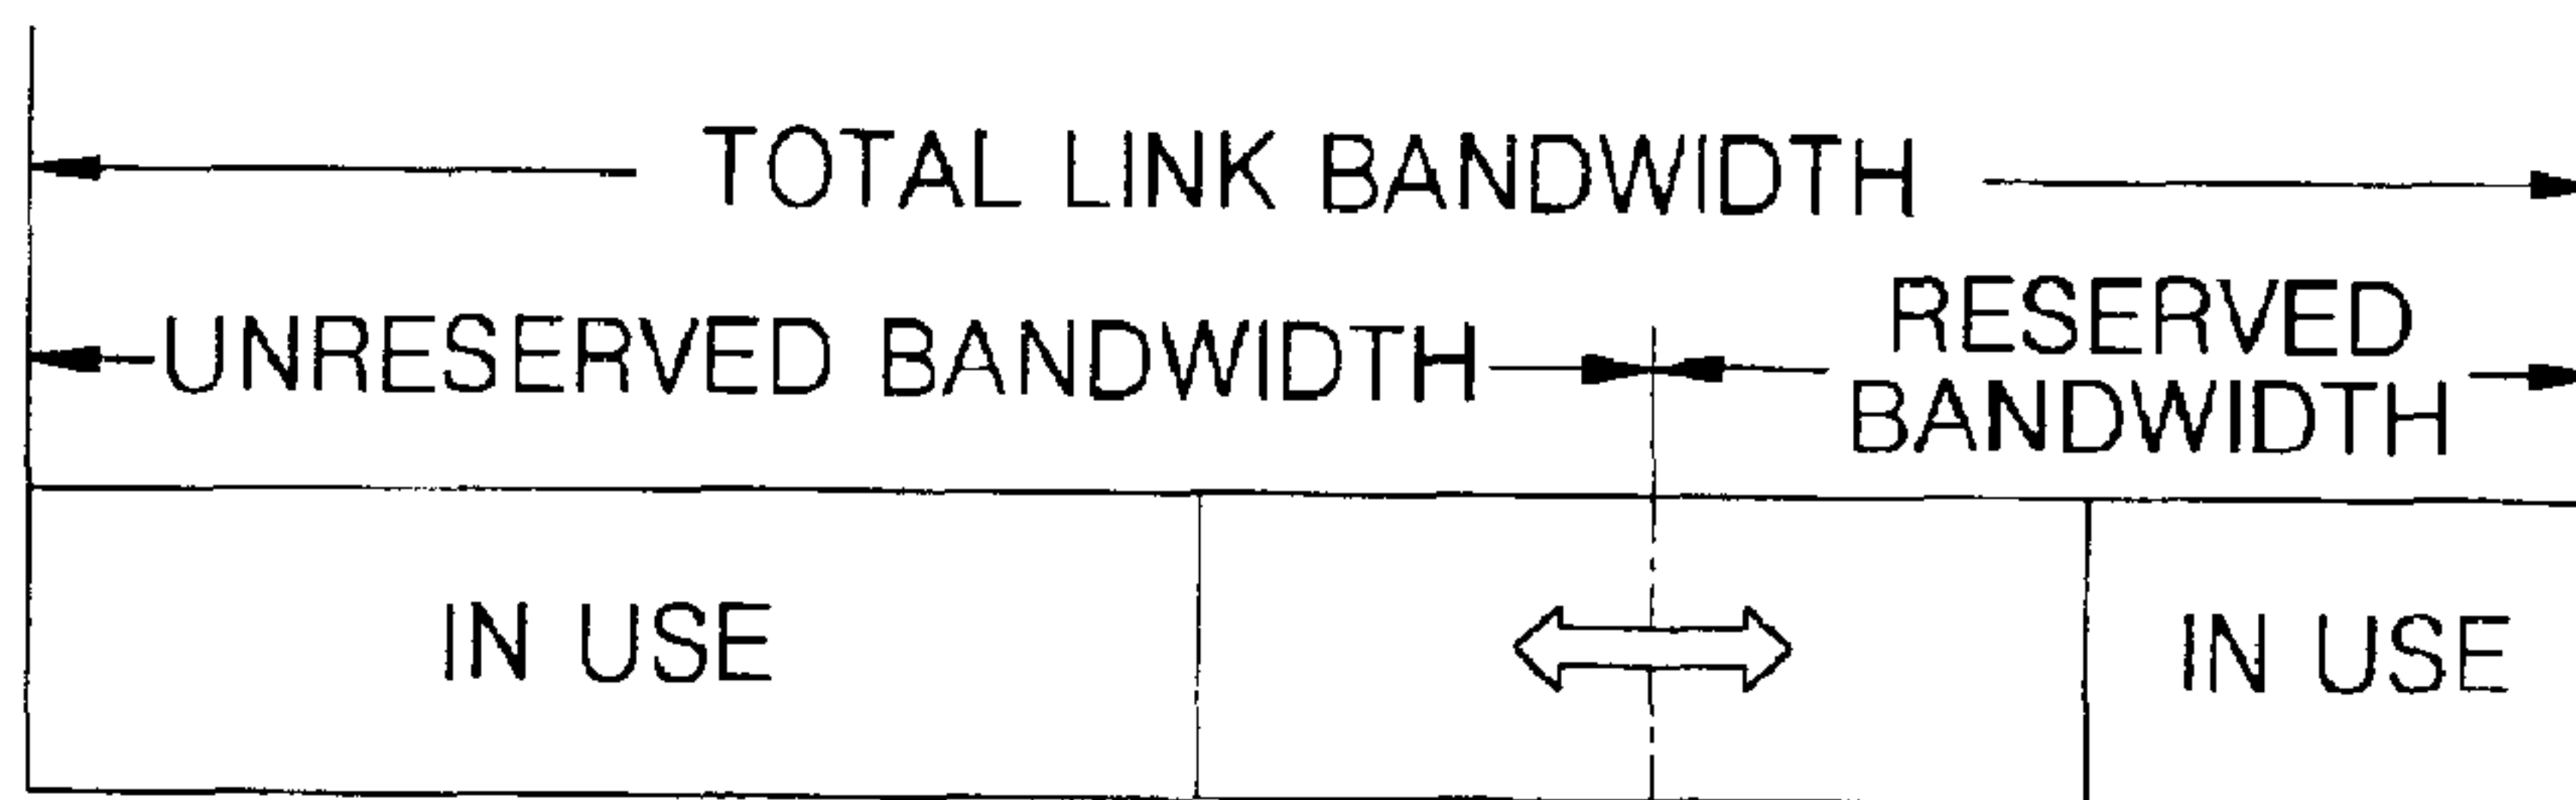 TOTAL LINK BANDWIDTH
UNRESERVED BANDWIDTH
RESERVED
BANDWIDTH
IN USE
IN USE